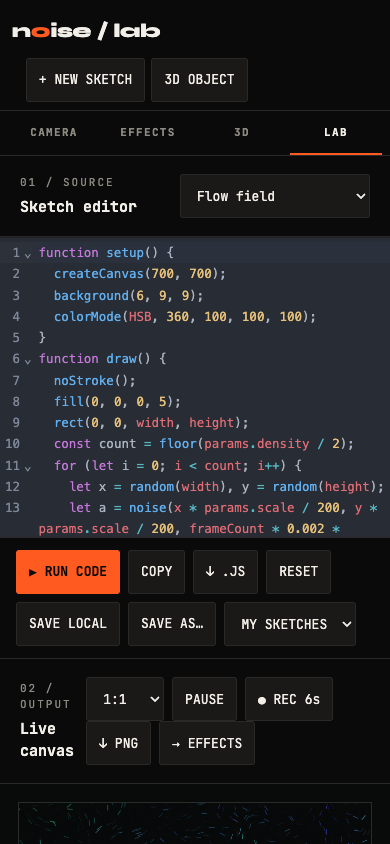 noise / lab
+ NEW SKETCH
3D OBJECT
CAMERA
EFFECTS
3D
LAB
01 / SOURCE
Sketch editor
Flow field
1 function setup() {
2 createCanvas(700, 700);
3 background(6, 9, 9);
4 colorMode(HSB, 360, 100, 100, 100);
5 }
6 function draw() {
7 noStroke();
8 fill(0, 0, 0, 5);
9 rect(0, 0, width, height);
10 const count = floor(params.density / 2);
11 for (let i = 0; i < count; i++) {
12 let x = random(width), y = random(height);
13 let a = noise(x * params.scale / 200, y *
params.scale / 200, frameCount * 0.002 *
▶ RUN CODE
COPY
↓ .JS
RESET
SAVE LOCAL
SAVE AS…
MY SKETCHES
02 /
OUTPUT
Live
canvas
1:1
PAUSE
● REC 6s
↓ PNG
→ EFFECTS